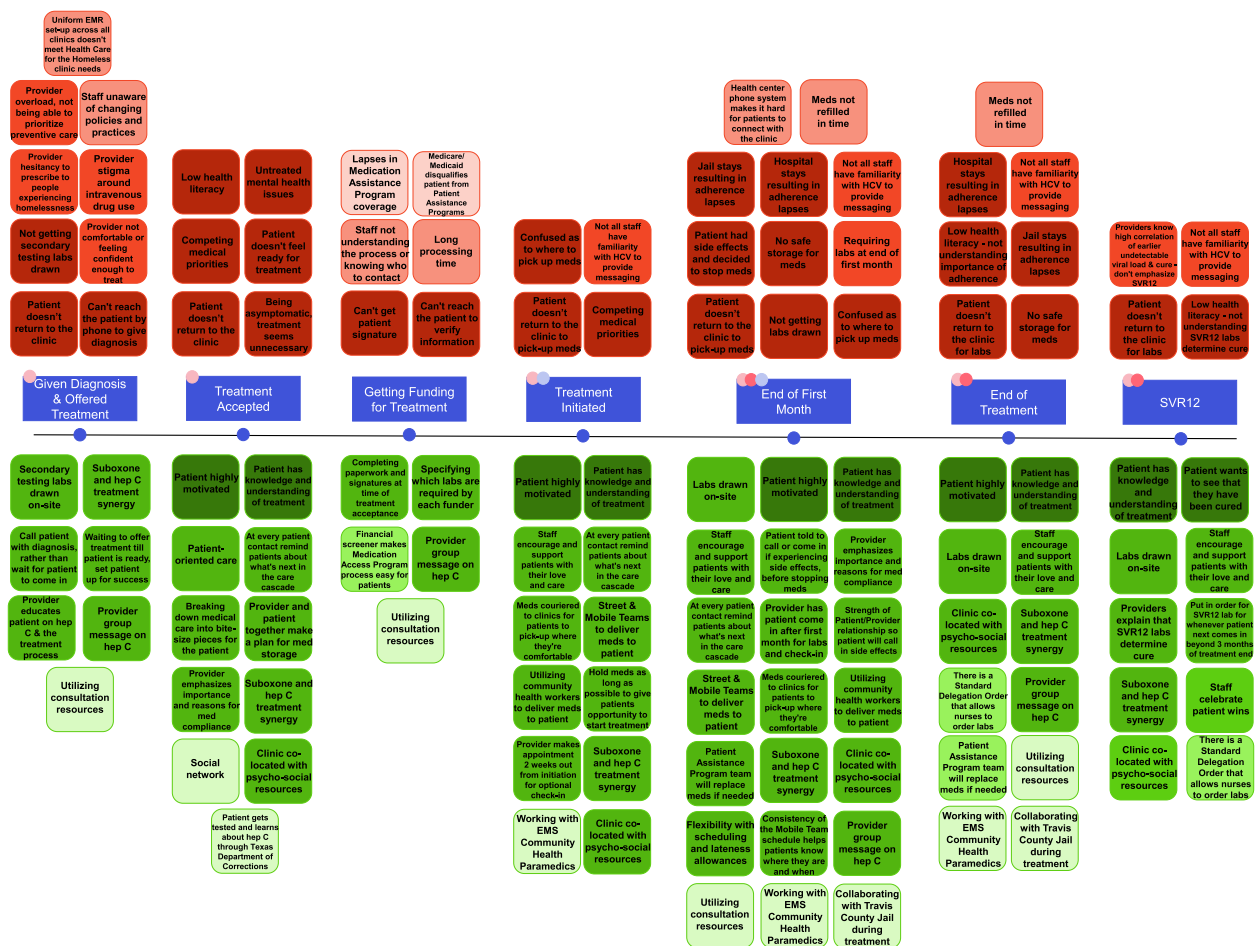 Uniform EMR
set-up across all
clinics doesn't
meet Health Care
for the Homeless
clinic needs
Provider
overload, not
being able to
prioritize
preventive care
Staff unaware
of changing
policies and
practices
Provider
hesitancy to
prescribe to
people
experiencing
homelessness
Provider
stigma
around
intravenous
drug use
Not getting
secondary
testing labs
drawn
Provider not
comfortable or
feeling
confident
enough to
treat
Patient
doesn't
return to the
clinic
Can't reach
the patient by
phone to give
diagnosis
Low health
literacy
Untreated
mental health
issues
Competing
medical
priorities
Patient
doesn't feel
ready for
treatment
Patient
doesn't
return to the
clinic
Being
asymptomatic,
treatment
seems
unnecessary
Lapses in
Medication
Assistance
Program
coverage
Medicare/
Medicaid
disqualifies
patient from
Patient
Assistance
Programs
Staff not
understanding
the process or
knowing who
to contact
Long
processing
time
Can't get
patient
signature
Can't reach
the patient to
verify
information
Confused as
to where to
pick up meds
Not all staff
have
familiarity
with HCV to
provide
messaging
Patient
doesn't
return to the
clinic to
pick-up meds
Competing
medical
priorities
Health center
phone system
makes it hard
for patients to
connect with
the clinic
Meds not
refilled
in time
Jail stays
resulting in
adherence
lapses
Hospital
stays
resulting in
adherence
lapses
Not all staff
have familiarity
with HCV to
provide
messaging
Patient had
side effects
and decided
to stop meds
No safe
storage for
meds
Requiring
labs at end of
first month
Patient
doesn't
return to the
clinic to
pick-up meds
Not getting
labs drawn
Confused as
to where to
pick up meds
Meds not
refilled
in time
Hospital
stays
resulting in
adherence
lapses
Not all staff
have familiarity
with HCV to
provide
messaging
Low health
literacy - not
understanding
importance of
adherence
Jail stays
resulting in
adherence
lapses
Patient
doesn't
return to the
clinic for labs
No safe
storage for
meds
Providers know
high correlation
of earlier
undetectable
viral load & cure -
don't emphasize
SVR12
Not all staff
have familiarity
with HCV to
provide
messaging
Patient
doesn't
return to
the clinic
for labs
Low health
literacy - not
understanding
SVR12 labs
determine cure
Given Diagnosis
& Offered
Treatment
Treatment
Accepted
Getting Funding
for Treatment
Treatment
Initiated
End of First
Month
End of
Treatment
SVR12
Secondary
testing labs
drawn
on-site
Suboxone
and hep C
treatment
synergy
Call patient
with diagnosis,
rather than
wait for patient
to come in
Waiting to offer
treatment till
patient is ready,
set patient
up for success
Provider
educates
patient on hep
C & the
treatment
process
Provider
group
message on
hep C
Utilizing
consultation
resources
Patient highly
motivated
Patient has
knowledge and
understanding
of treatment
Patient-
oriented care
At every patient
contact remind
patients about
what's next in
the care
cascade
Breaking
down medical
care into bite-
size pieces for
the patient
Provider and
patient
together make
a plan for med
storage
Provider
emphasizes
importance
and reasons for
med
compliance
Suboxone and
hep C
treatment
synergy
Social
network
Clinic co-
located with
psycho-social
resources
Patient gets
tested and learns
about hep C
through Texas
Department of
Corrections
Completing
paperwork and
signatures at
time of
treatment
acceptance
Specifying
which labs are
required by
each funder
Financial
screener makes
Medication
Access Program
process easy for
patients
Provider
group
message on
hep C
Utilizing
consultation
resources
Patient highly
motivated
Patient has
knowledge and
understanding
of treatment
Staff
encourage and
support
patients with
their love and
care
At every patient
contact remind
patients about
what's next
in the care
cascade
Meds couriered
to clinics for
patients to
pick-up where
they're
comfortable
Street &
Mobile Teams
to deliver
meds to
patient
Utilizing
community
health workers
to deliver meds
to patient
Hold meds as
long as
possible to give
patients
opportunity to
start treatment
Provider makes
appointment
2 weeks out
from initiation
for optional
check-in
Suboxone
and hep C
treatment
synergy
Working with
EMS
Community
Health
Paramedics
Clinic co-
located with
psycho-social
resources
Labs drawn
on-site
Patient highly
motivated
Patient has
knowledge and
understanding
of treatment
Staff
encourage
and support
patients with
their love and
care
Patient told to
call or come in
if experiencing
side effects,
before stopping
meds
Provider
emphasizes
importance and
reasons for med
compliance
At every patient
contact remind
patients about
what's next
in the care
cascade
Provider has
patient come
in after first
month for labs
and check-in
Strength of
Patient/Provider
relationship so
patient will call
in side effects
Street &
Mobile Teams
to deliver
meds to
patient
Meds couriered
to clinics for
patients to
pick-up where
they're
comfortable
Utilizing
community
health workers
to deliver meds
to patient
Patient
Assistance
Program team
will replace
meds if needed
Suboxone
and hep C
treatment
synergy
Clinic co-
located with
psycho-social
resources
Flexibility with
scheduling
and lateness
allowances
Consistency of
the Mobile Team
schedule helps
patients know
where they are
and when
Provider
group
message on
hep C
Utilizing
consultation
resources
Working with
EMS
Community
Health
Paramedics
Collaborating
with Travis
County Jail
during
treatment
Patient highly
motivated
Patient has
knowledge and
understanding
of treatment
Labs drawn
on-site
Staff
encourage
and support
patients with
their love and
care
Clinic co-
located with
psycho-social
resources
Suboxone
and hep C
treatment
synergy
There is a
Standard
Delegation Order
that allows
nurses to
order labs
Provider
group
message on
hep C
Patient
Assistance
Program team
will replace
meds if needed
Utilizing
consultation
resources
Working with
EMS
Community
Health
Paramedics
Collaborating
with Travis
County Jail
during
treatment
Patient has
knowledge
and
understanding
of treatment
Patient wants
to see that
they have
been cured
Labs drawn
on-site
Staff
encourage
and support
patients with
their love and
care
Providers
explain that
SVR12 labs
determine
cure
Put in order for
SVR12 lab for
whenever patient
next comes in
beyond 3 months
of treatment end
Suboxone
and hep C
treatment
synergy
Staff
celebrate
patient wins
Clinic co-
located with
psycho-social
resources
There is a
Standard
Delegation
Order that
allows nurses
to order labs